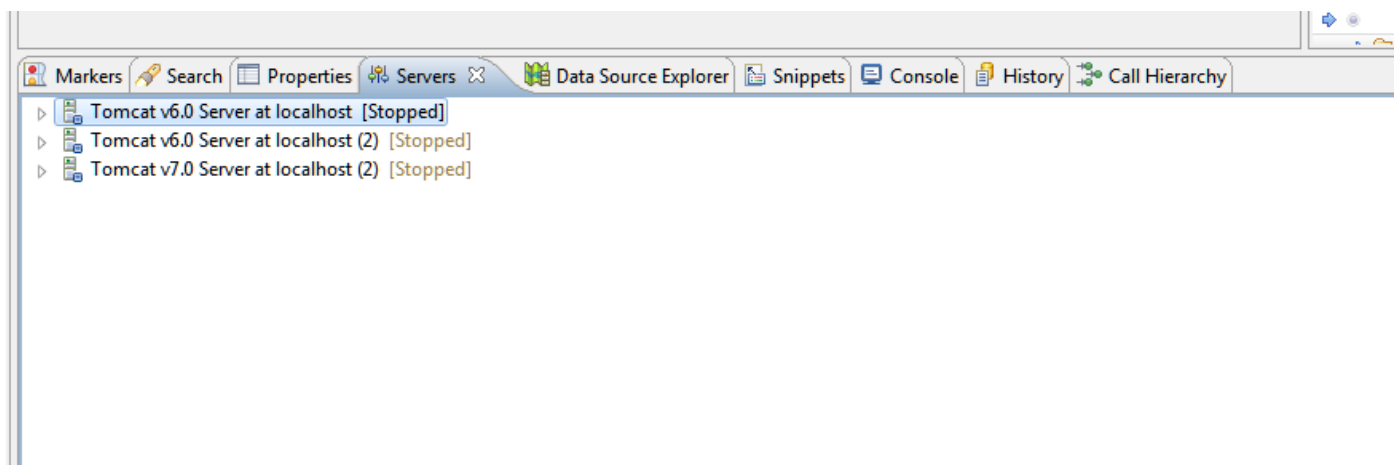 Markers Search Properties Servers Data Source Explorer Snippets Console History Call Hierarchy
Tomcat v6.0 Server at localhost [Stopped]
Tomcat v6.0 Server at localhost (2) [Stopped]
Tomcat v7.0 Server at localhost (2) [Stopped]